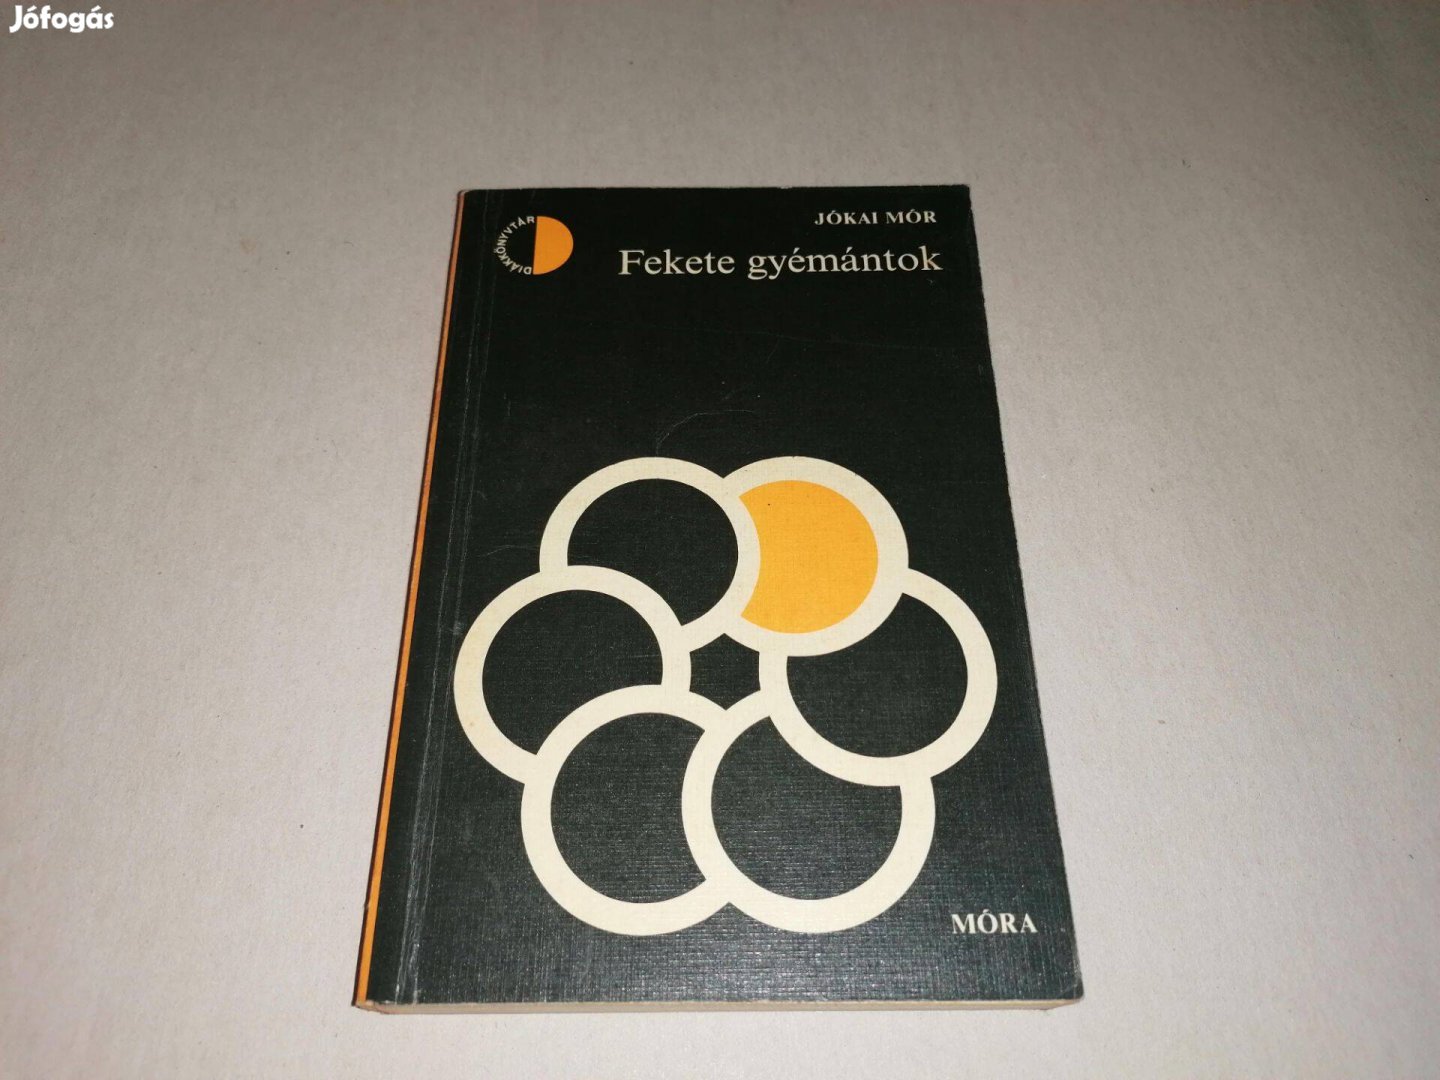 Jófogás
DIÁKKÖNYVTÁR
JÓKAI MÓR
Fekete gyémántok
MÓRA